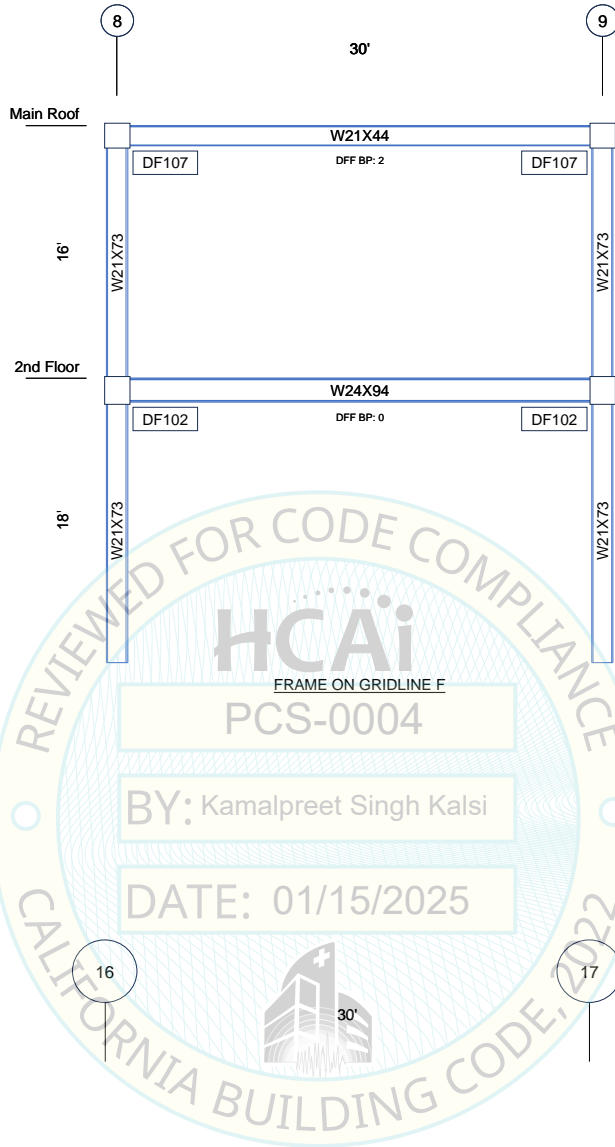 8 9
30'
Main Roof
W21X44
DF107 DFF BP: 2 DF107
16'
W21X73 W21X73
2nd Floor
W24X94
DF102 DFF BP: 0 DF102
18'
W21X73 W21X73
REVIEWED FOR CODE COMPLIANCE
HCAi
FRAME ON GRIDLINE F
PCS-0004
BY: Kamalpreet Singh Kalsi
DATE: 01/15/2025
16 17
30'
CALIFORNIA BUILDING CODE, 2022